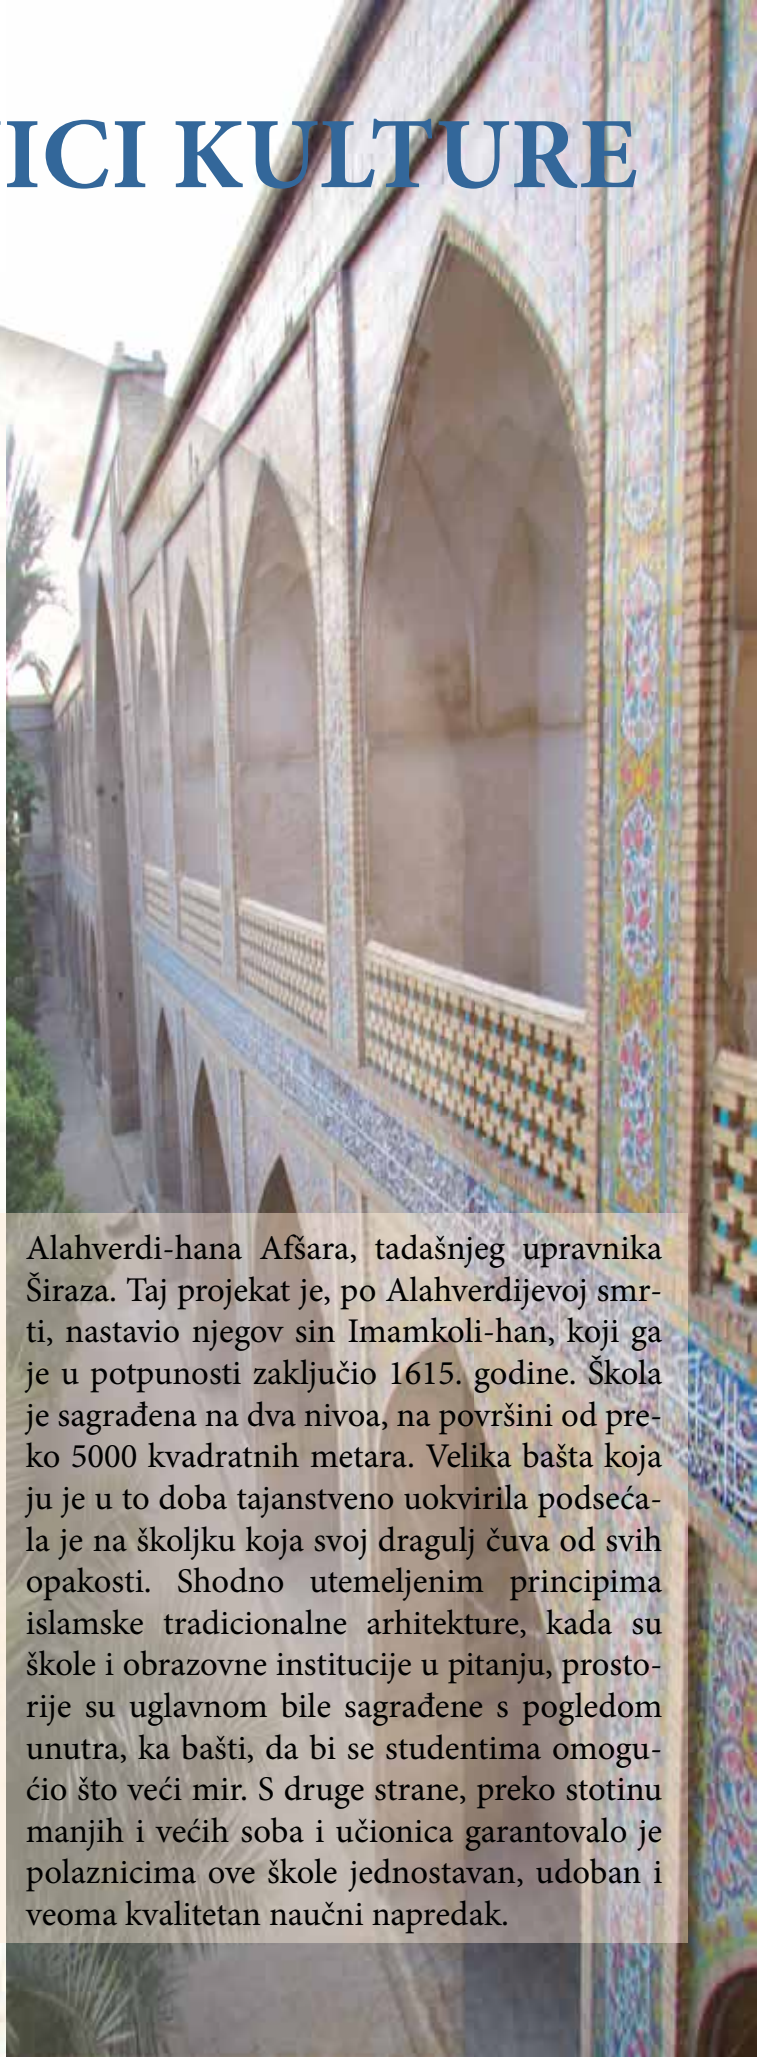 ICI KULTURE
Alahverdi-hana Afšara, tadašnjeg upravnika
Širaza. Taj projekat je, po Alahverdijevoj smr-
ti, nastavio njegov sin Imamkoli-han, koji ga
je u potpunosti zaključio 1615. godine. Škola
je sagrađena na dva nivoa, na površini od pre-
ko 5000 kvadratnih metara. Velika bašta koja
ju je u to doba tajanstveno uokvirila podseća-
la je na školjku koja svoj dragulj čuva od svih
opakosti. Shodno utemeljenim principima
islamske tradicionalne arhitekture, kada su
škole i obrazovne institucije u pitanju, prosto-
rije su uglavnom bile sagrađene s pogledom
unutra, ka bašti, da bi se studentima omogu-
ćio što veći mir. S druge strane, preko stotinu
manjih i većih soba i učionica garantovalo je
polaznicima ove škole jednostavan, udoban i
veoma kvalitetan naučni napredak.